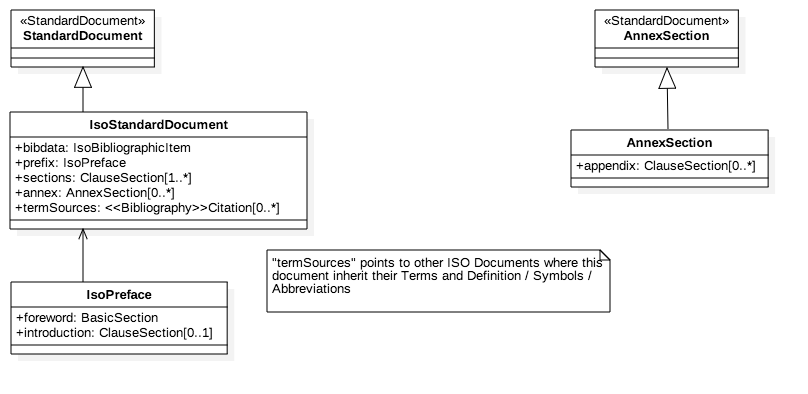 «StandardDocument»
StandardDocument
«StandardDocument»
AnnexSection
IsoStandardDocument
+bibdata: IsoBibliographicItem
+prefix: IsoPreface
+sections: ClauseSection[1..*]
+annex: AnnexSection[0..*]
+termSources: <<Bibliography>>Citation[0..*]
AnnexSection
+appendix: ClauseSection[0..*]
"termSources" points to other ISO Documents where this
document inherit their Terms and Definition / Symbols /
Abbreviations
IsoPreface
+foreword: BasicSection
+introduction: ClauseSection[0..1]